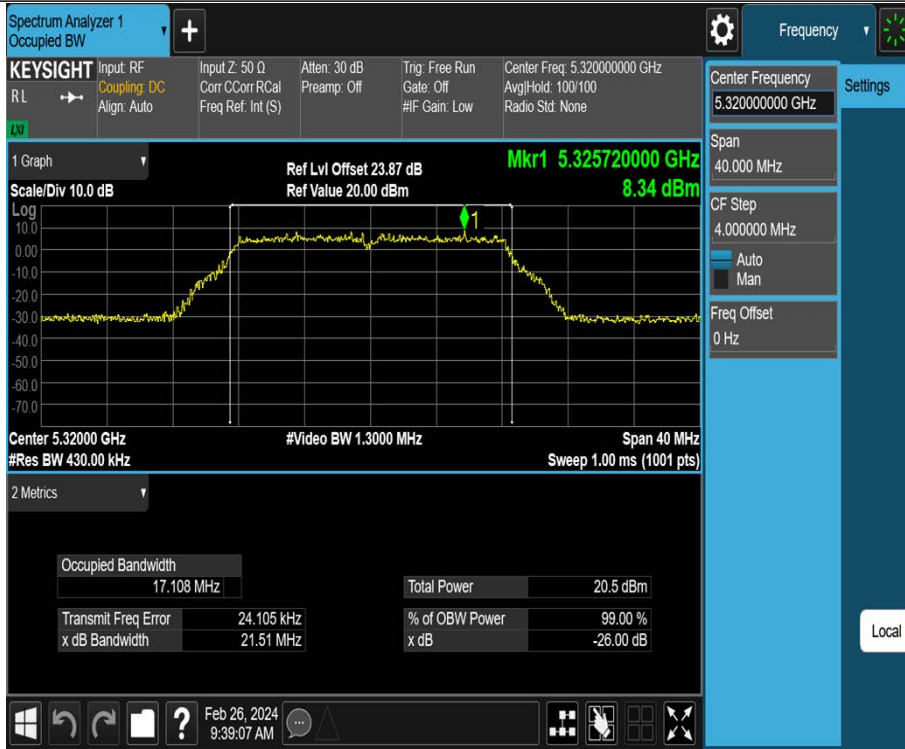 Spectrum Analyzer 1
Occupied BW
+
Frequency
KEYSIGHT
R L
LXI
Input: RF
Coupling: DC
Align: Auto
Input Z: 50 Ω
Corr CCorr RCal
Freq Ref: Int (S)
Atten: 30 dB
Preamp: Off
Trig: Free Run
Gate: Off
#IF Gain: Low
Center Freq: 5.320000000 GHz
Avg|Hold: 100/100
Radio Std: None
Center Frequency
5.320000000 GHz
Settings
Span
40.000 MHz
CF Step
4.000000 MHz
Auto
Man
Freq Offset
0 Hz
Local
1 Graph
Scale/Div 10.0 dB
Ref Lvl Offset 23.87 dB
Ref Value 20.00 dBm
Mkr1 5.325720000 GHz
8.34 dBm
Log
10.0
0.00
-10.0
-20.0
-30.0
-40.0
-50.0
-60.0
-70.0
1
Center 5.32000 GHz
#Video BW 1.3000 MHz
Span 40 MHz
#Res BW 430.00 kHz
Sweep 1.00 ms (1001 pts)
2 Metrics
Occupied Bandwidth
17.108 MHz
Total Power 20.5 dBm
Transmit Freq Error 24.105 kHz
% of OBW Power 99.00 %
x dB Bandwidth 21.51 MHz
x dB -26.00 dB
?
Feb 26, 2024
9:39:07 AM